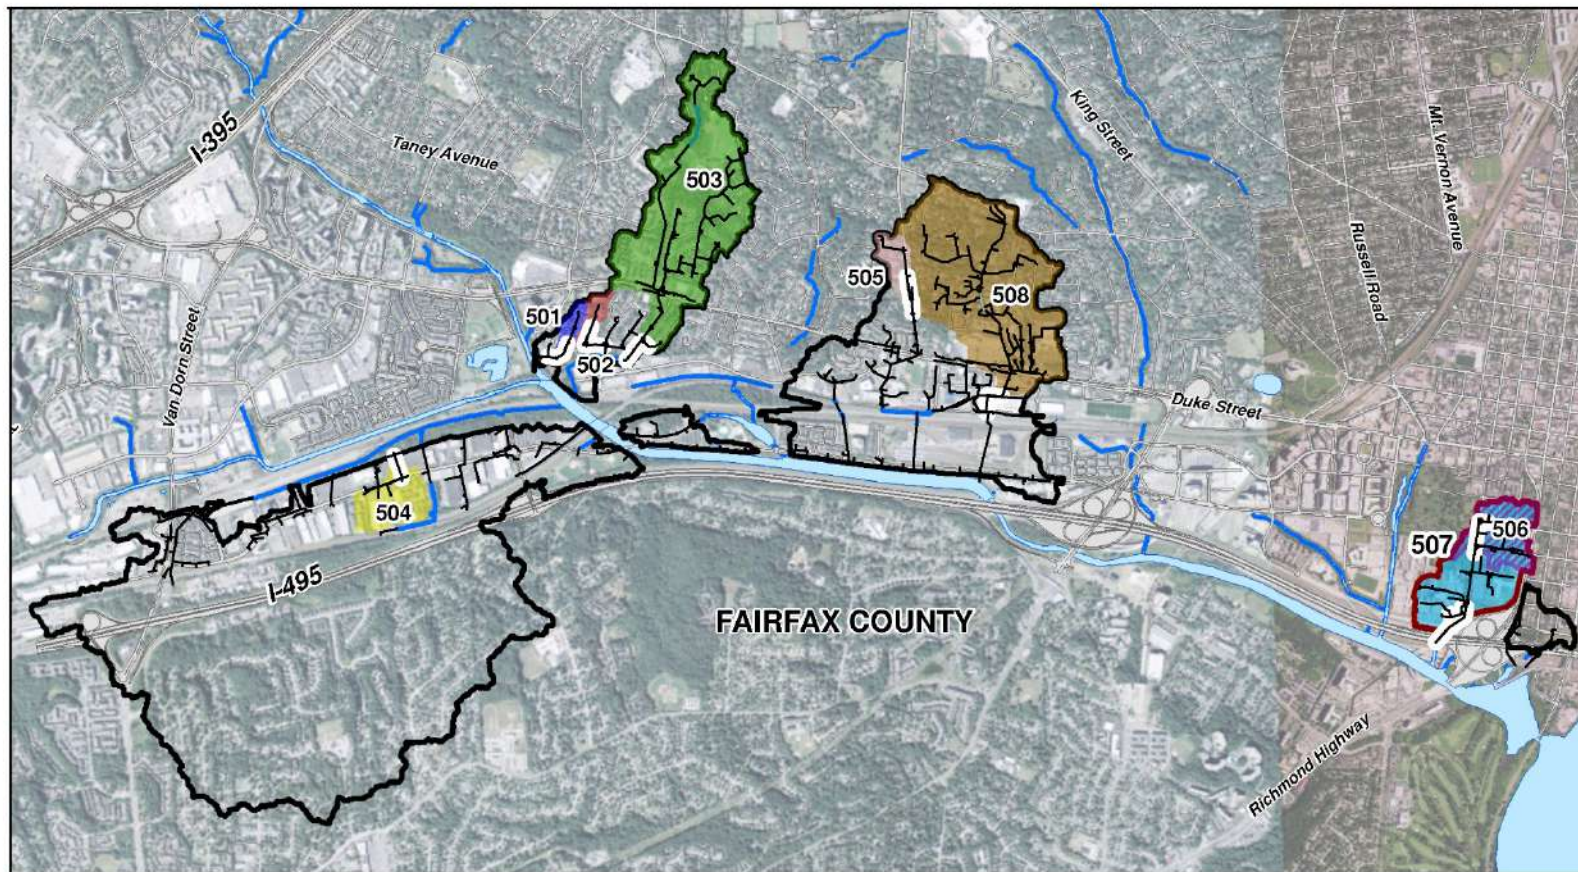 I-395
Taney Avenue
King Street
Mt. Vernon Avenue
503
Russell Road
505
508
501
Van Dorn Street
502
Duke Street
504
506
507
I-495
FAIRFAX COUNTY
Richmond Highway